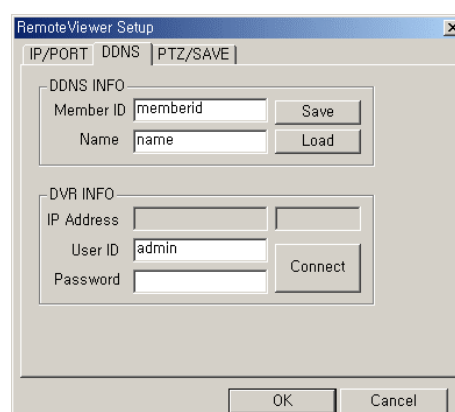 RemoteViewer Setup
IP/PORT DDNS PTZ/SAVE
DDNS INFO
Member ID memberid Save
Name name Load
DVR INFO
IP Address
User ID admin
Password Connect
OK Cancel